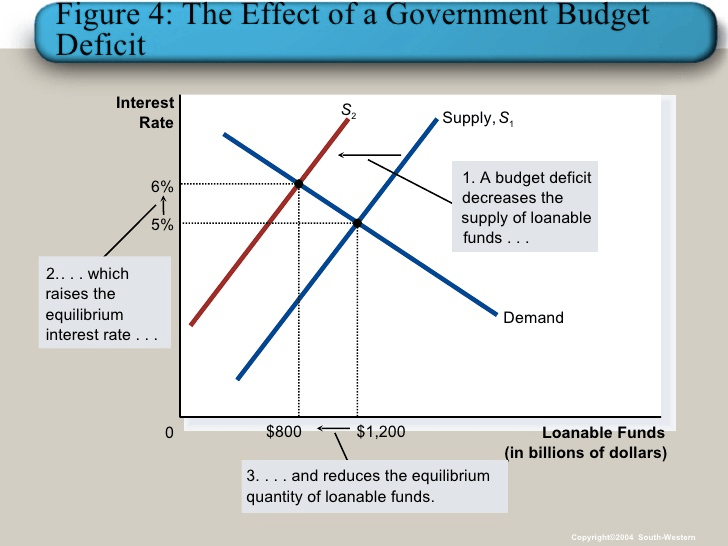 Figure 4: The Effect of a Government Budget
Deficit
Interest
Rate
S2
Supply, S1
6%
5%
1. A budget deficit
decreases the
supply of loanable
funds . . .
2.. . . which
raises the
equilibrium
interest rate . . .
Demand
0
$800
$1,200
Loanable Funds
(in billions of dollars)
3. . . . and reduces the equilibrium
quantity of loanable funds.
Copyright©2004 South-Western